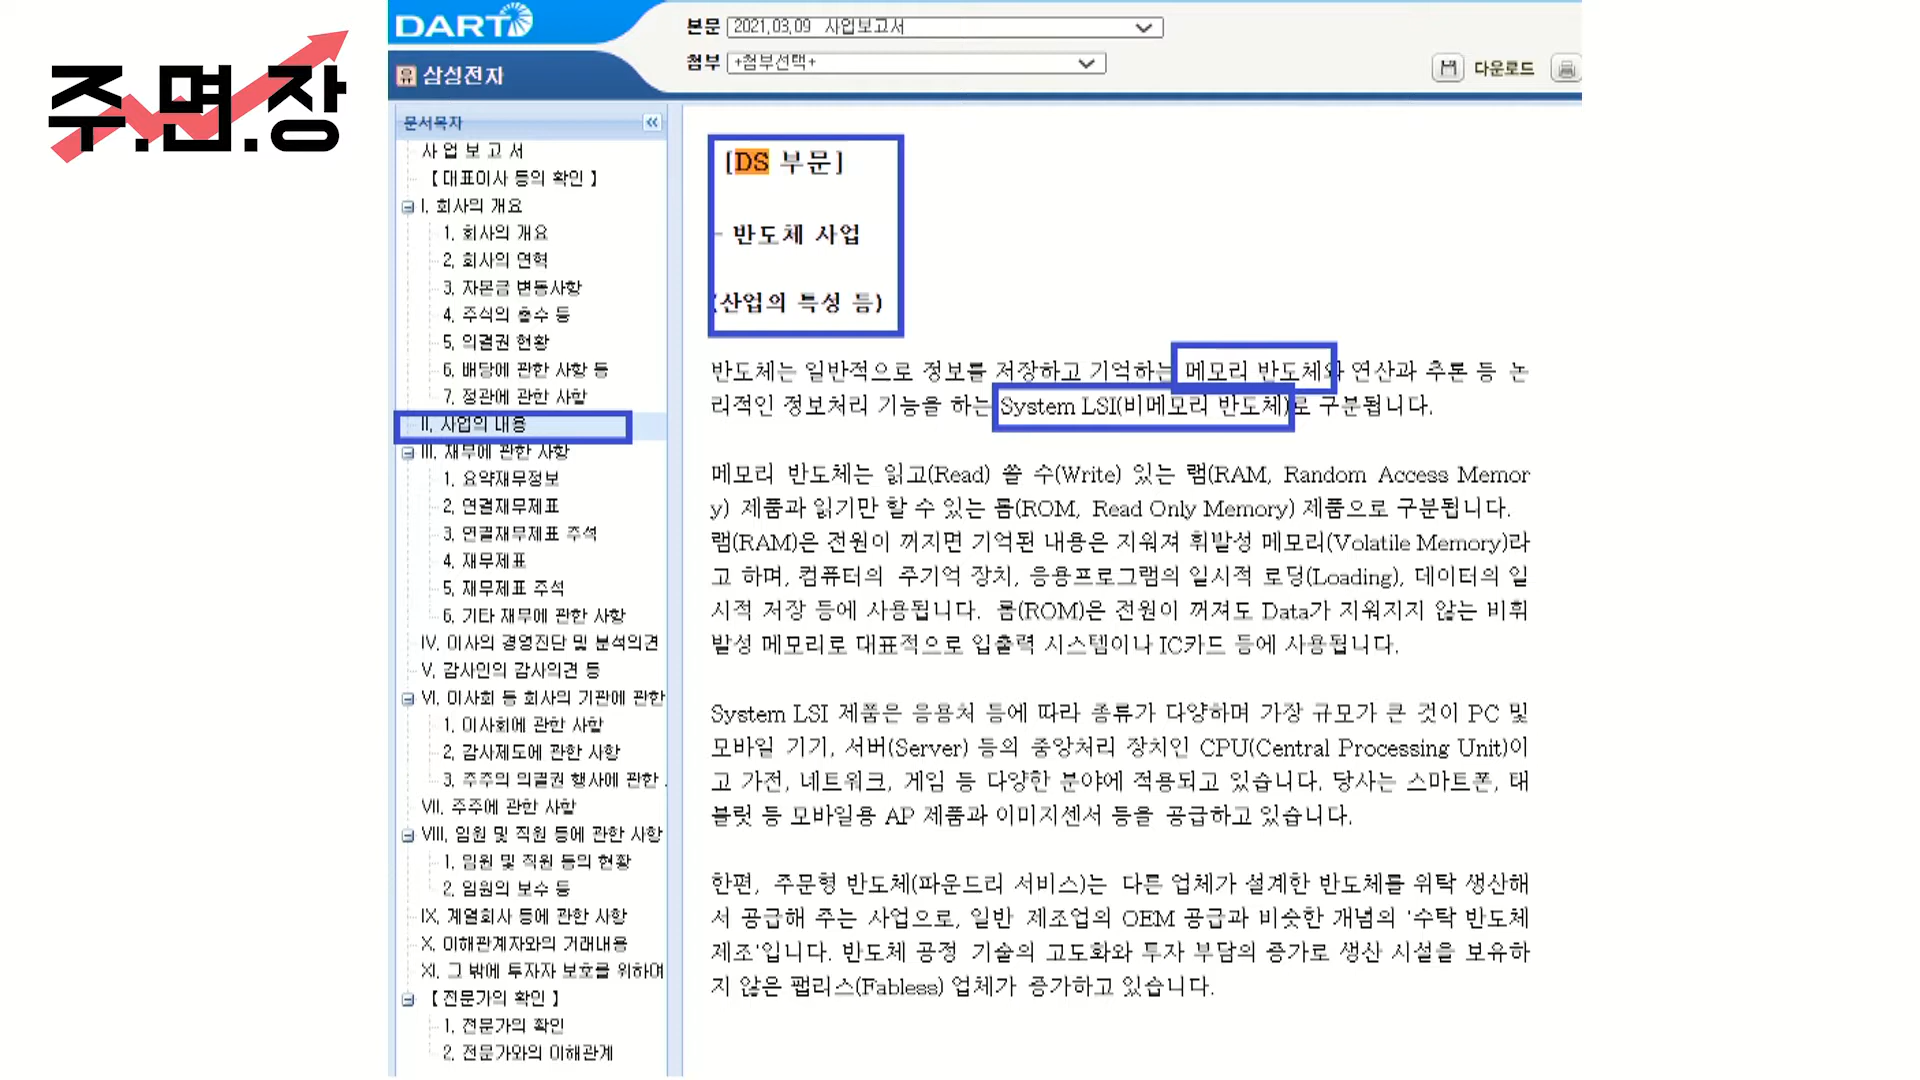 주.면.장
DART
본문 2021.03.09 사업보고서
첨부 +첨부선택+
다운로드
유 삼성전자
문서목차
사 업 보 고 서
【 대표이사 등의 확인 】
I. 회사의 개요
1. 회사의 개요
2. 회사의 연혁
3. 자본금 변동사항
4. 주식의 총수 등
5. 의결권 현황
6. 배당에 관한 사항 등
7. 정관에 관한 사항
II. 사업의 내용
III. 재무에 관한 사항
1. 요약재무정보
2. 연결재무제표
3. 연결재무제표 주석
4. 재무제표
5. 재무제표 주석
6. 기타 재무에 관한 사항
IV. 이사의 경영진단 및 분석의견
V. 감사인의 감사의견 등
VI. 이사회 등 회사의 기관에 관한
1. 이사회에 관한 사항
2. 감사제도에 관한 사항
3. 주주의 의결권 행사에 관한 .
VII. 주주에 관한 사항
VIII. 임원 및 직원 등에 관한 사항
1. 임원 및 직원 등의 현황
2. 임원의 보수 등
IX. 계열회사 등에 관한 사항
X. 이해관계자와의 거래내용
XI. 그 밖에 투자자 보호를 위하여
【 전문가의 확인 】
1. 전문가의 확인
2. 전문가와의 이해관계
[DS 부문]
- 반도체 사업
(산업의 특성 등)
반도체는 일반적으로 정보를 저장하고 기억하는 메모리 반도체와 연산과 추론 등 논
리적인 정보처리 기능을 하는 System LSI(비메모리 반도체)로 구분됩니다.
메모리 반도체는 읽고(Read) 쓸 수(Write) 있는 램(RAM, Random Access Memor
y) 제품과 읽기만 할 수 있는 롬(ROM, Read Only Memory) 제품으로 구분됩니다.
램(RAM)은 전원이 꺼지면 기억된 내용은 지워져 휘발성 메모리(Volatile Memory)라
고 하며, 컴퓨터의 주기억 장치, 응용프로그램의 일시적 로딩(Loading), 데이터의 일
시적 저장 등에 사용됩니다. 롬(ROM)은 전원이 꺼져도 Data가 지워지지 않는 비휘
발성 메모리로 대표적으로 입출력 시스템이나 IC카드 등에 사용됩니다.
System LSI 제품은 응용처 등에 따라 종류가 다양하며 가장 규모가 큰 것이 PC 및
모바일 기기, 서버(Server) 등의 중앙처리 장치인 CPU(Central Processing Unit)이
고 가전, 네트워크, 게임 등 다양한 분야에 적용되고 있습니다. 당사는 스마트폰, 태
블릿 등 모바일용 AP 제품과 이미지센서 등을 공급하고 있습니다.
한편, 주문형 반도체(파운드리 서비스)는 다른 업체가 설계한 반도체를 위탁 생산해
서 공급해 주는 사업으로, 일반 제조업의 OEM 공급과 비슷한 개념의 '수탁 반도체
제조'입니다. 반도체 공정 기술의 고도화와 투자 부담의 증가로 생산 시설을 보유하
지 않은 팹리스(Fabless) 업체가 증가하고 있습니다.